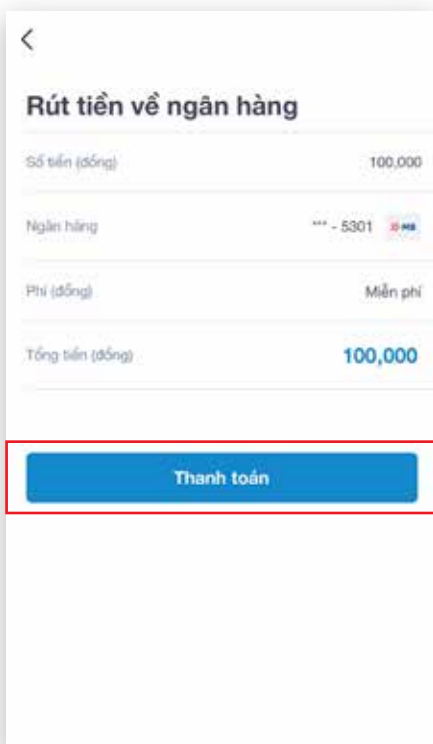 Rút tiền về ngân hàng
Số tiền (đồng) 100,000
Ngân hàng *** - 5301 MB
Phí (đồng) Miễn phí
Tổng tiền (đồng) 100,000
Thanh toán